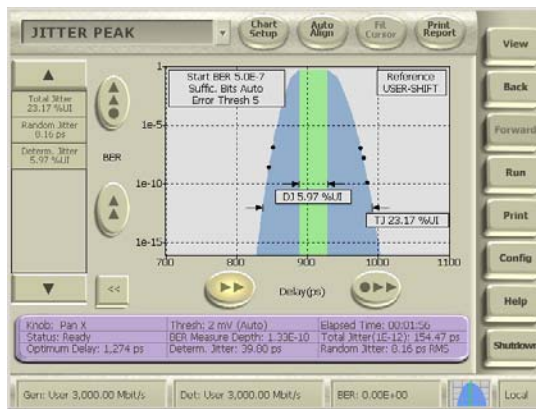 JITTER PEAK
Chart Setup
Auto Align
Fit Cursor
Print Report
View
Back
Forward
Run
Print
Config
Help
Shutdown
Total Jitter
23.17 %UI
Random Jitter
8.16 ps
Determ. Jitter
5.97 %UI
BER
<<
Start BER 5.0E-7
Suffic. Bits Auto
Error Thresh 5
Reference
USER-SHIFT
1
1e-5
1e-10
1e-15
DJ 5.97 %UI
TJ 23.17 %UI
700 800 900 1000 1100
Delay(ps)
Knob: Pan X
Status: Ready
Optimum Delay: 1,274 ps
Thresh: 2 mV (Auto)
BER Measure Depth: 1.33E-10
Determ. Jitter: 39.80 ps
Elapsed Time: 00:01:56
Total Jitter(1E-12): 154.47 ps
Random Jitter: 8.16 ps RMS
Gen: User 3,000.00 Mbit/s
Det: User 3,000.00 Mbit/s
BER: 0.00E+00
Local